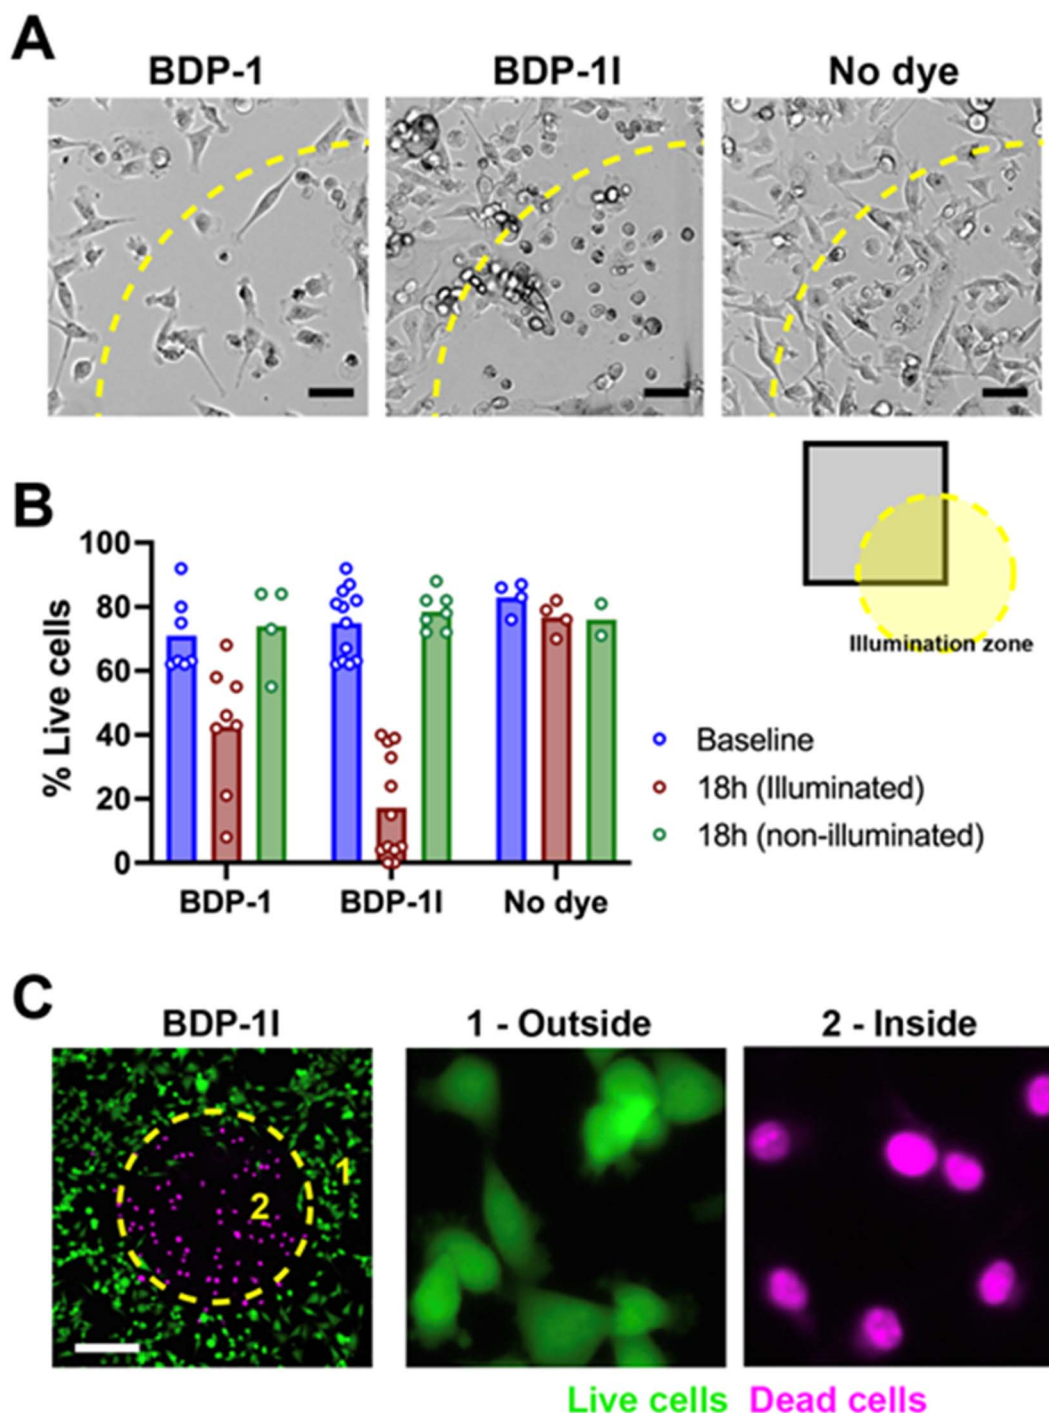 A
BDP-1
BDP-1I
No dye
B
100
80
60
40
20
0
% Live cells
BDP-1
BDP-1I
No dye
Illumination zone
Baseline
18h (Illuminated)
18h (non-illuminated)
C
BDP-1I
1 - Outside
2 - Inside
1
2
Live cells Dead cells